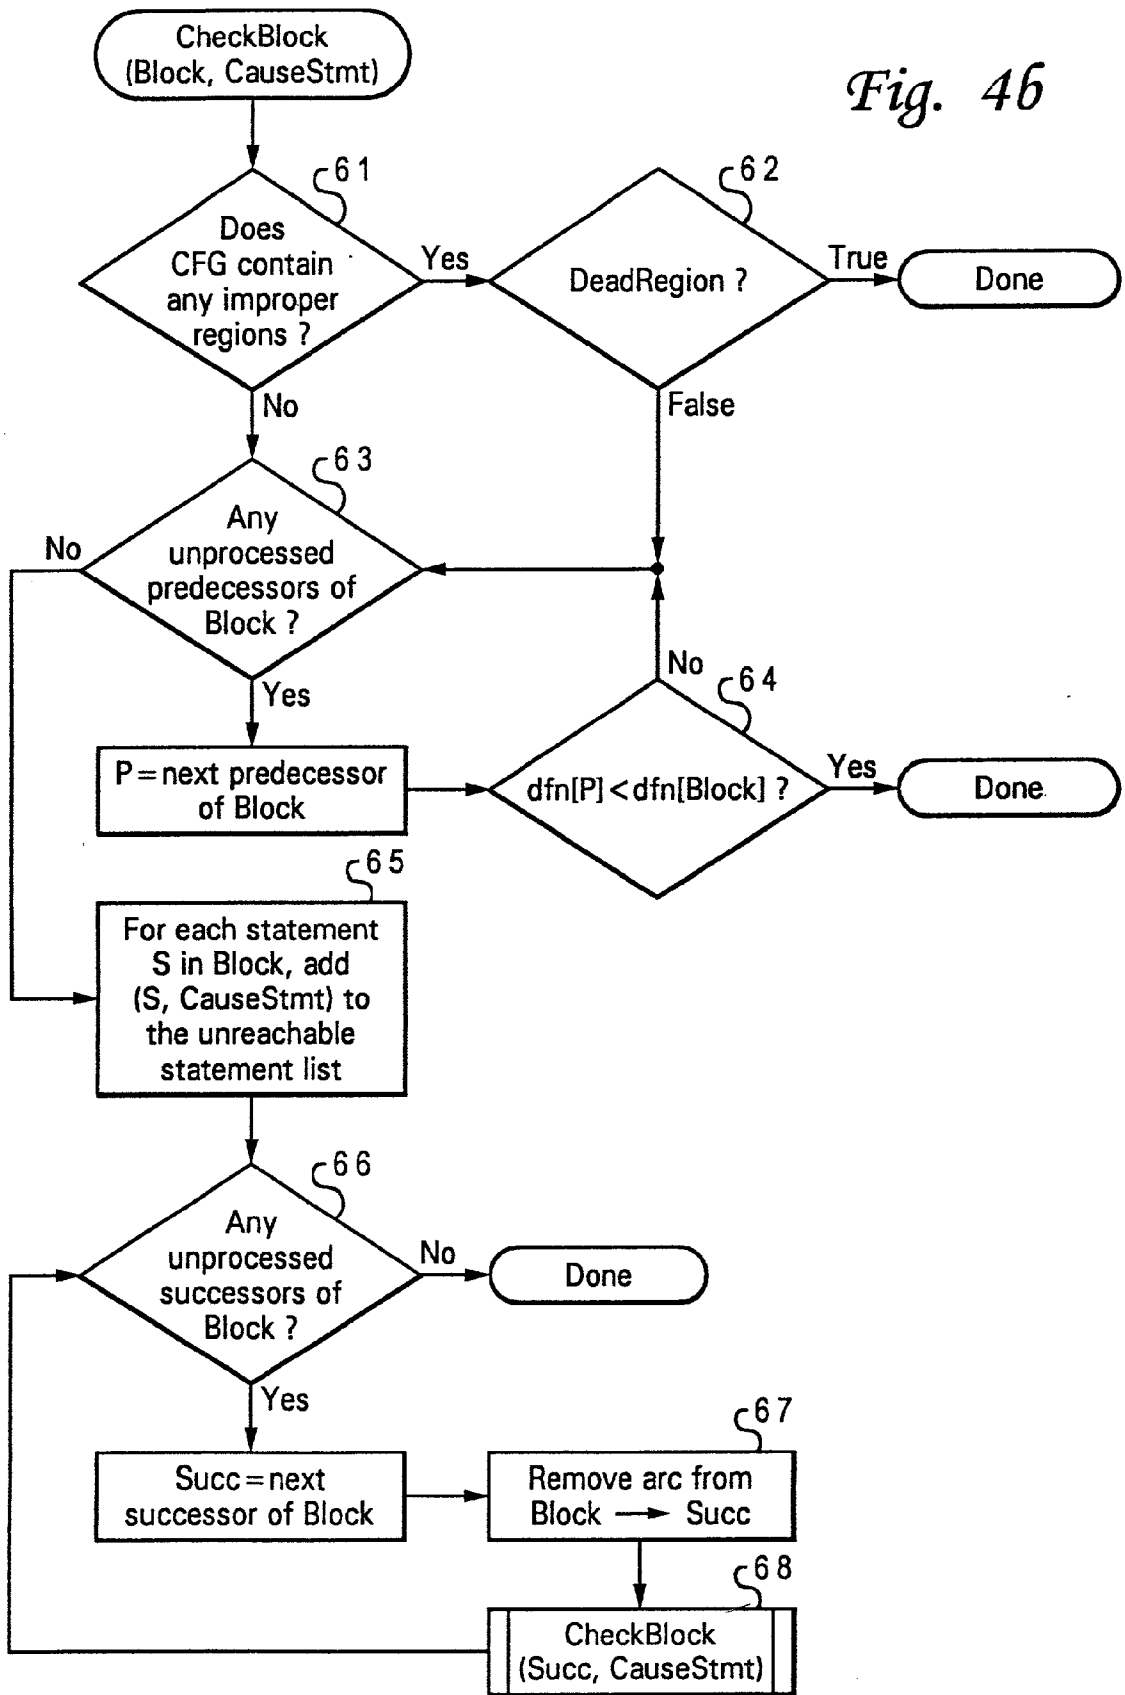 CheckBlock
(Block, CauseStmt)
Fig. 4b
61
Does
CFG contain
any improper
regions ?
Yes
No
62
DeadRegion ?
True
Done
False
63
Any
unprocessed
predecessors of
Block ?
No
Yes
P=next predecessor
of Block
No
64
dfn[P]<dfn[Block] ?
Yes
Done
65
For each statement
S in Block, add
(S, CauseStmt) to
the unreachable
statement list
66
Any
unprocessed
successors of
Block ?
No
Done
Yes
Succ=next
successor of Block
67
Remove arc from
Block → Succ
68
CheckBlock
(Succ, CauseStmt)